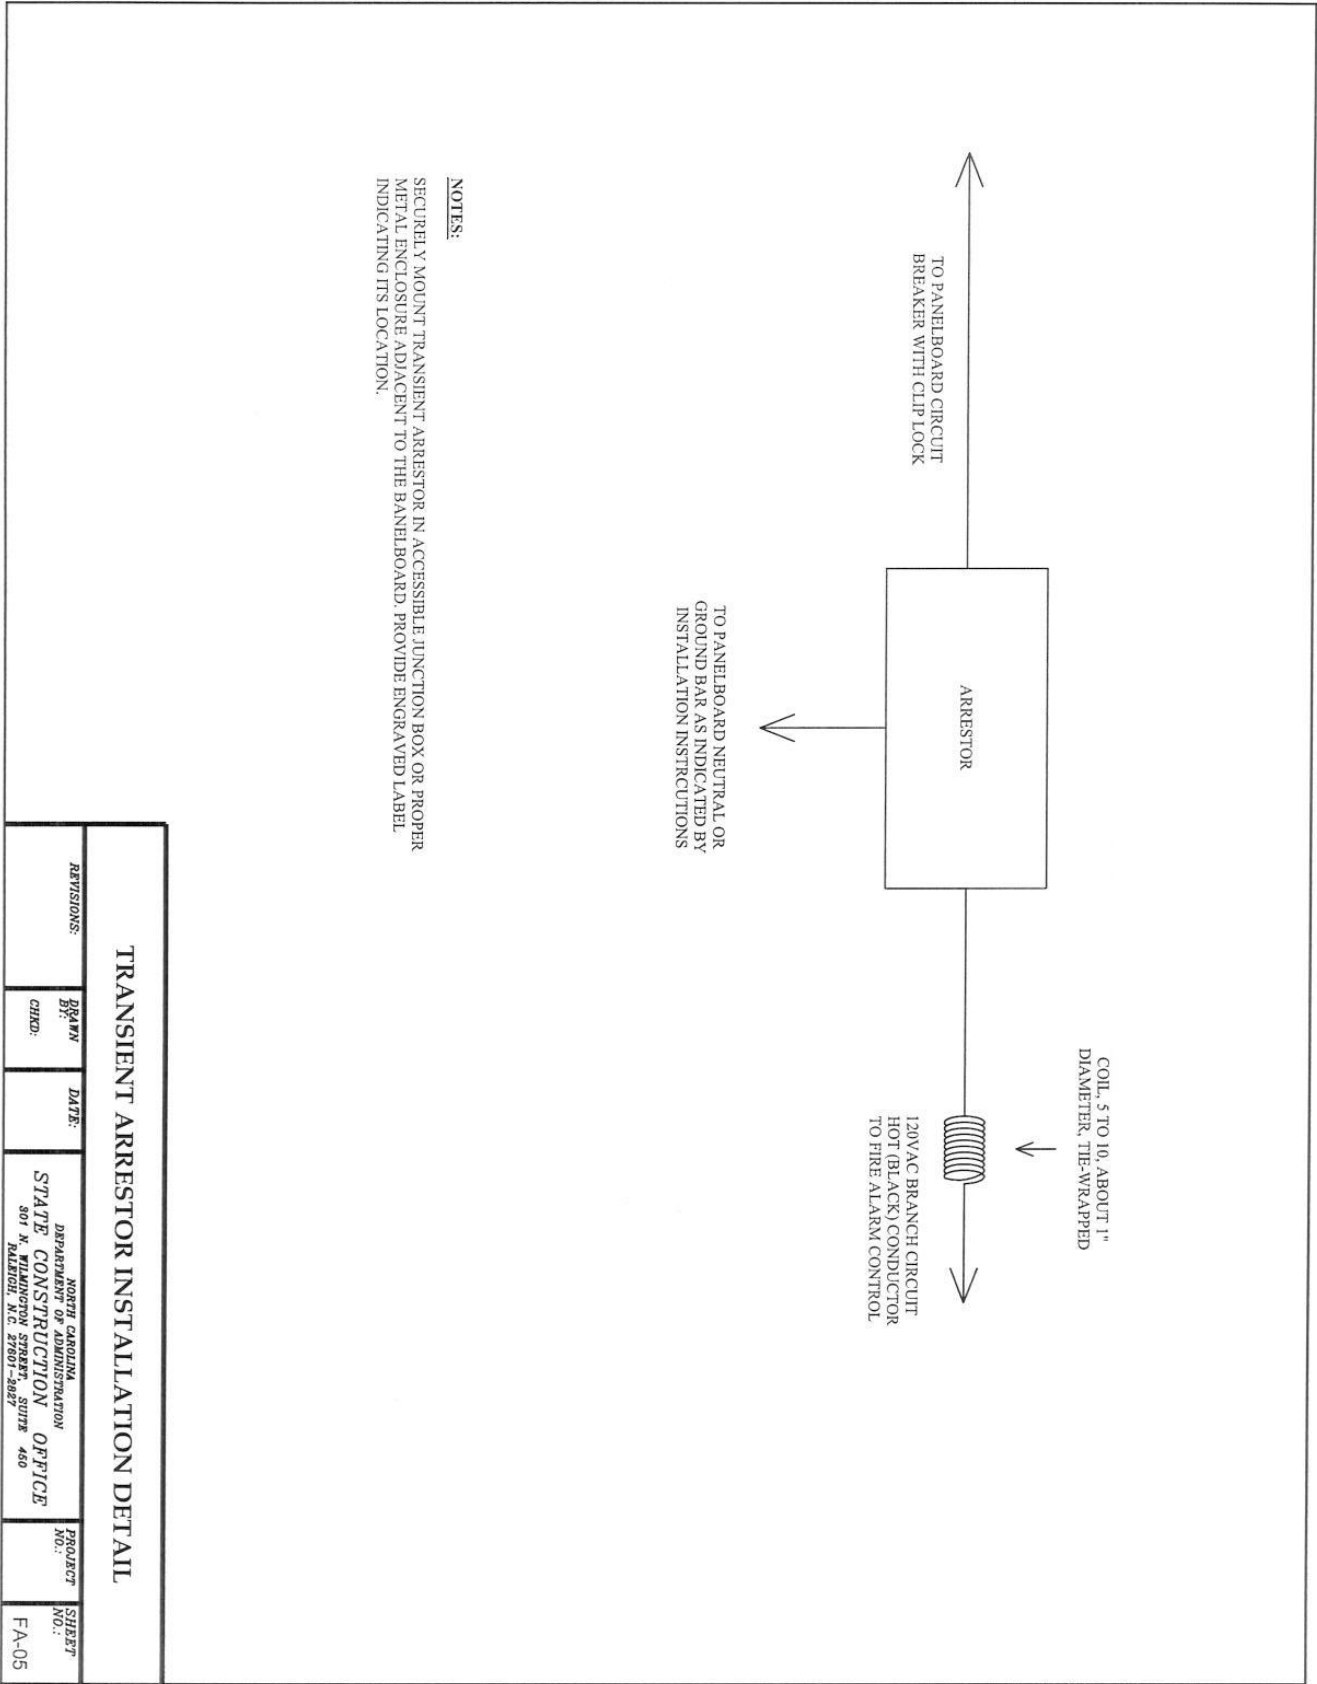 COIL, 5 TO 10, ABOUT 1"
DIAMETER, TIE-WRAPPED
TO PANELBOARD CIRCUIT
BREAKER WITH CLIP LOCK
ARRESTOR
120VAC BRANCH CIRCUIT
HOT (BLACK) CONDUCTOR
TO FIRE ALARM CONTROL
TO PANELBOARD NEUTRAL OR
GROUND BAR AS INDICATED BY
INSTALLATION INSTRCUTIONS
NOTES:
SECURELY MOUNT TRANSIENT ARRESTOR IN ACCESSIBLE JUNCTION BOX OR PROPER
METAL ENCLOSURE ADJACENT TO THE BANELBOARD. PROVIDE ENGRAVED LABEL
INDICATING ITS LOCATION.
TRANSIENT ARRESTOR INSTALLATION DETAIL
REVISIONS:
DRAWN
BY:
CHKD:
DATE:
NORTH CAROLINA
DEPARTMENT OF ADMINISTRATION
STATE CONSTRUCTION OFFICE
301 N. WILMINGTON STREET, SUITE 450
RALEIGH, N.C. 27601-2827
PROJECT
NO.:
SHEET
NO.:
FA-05